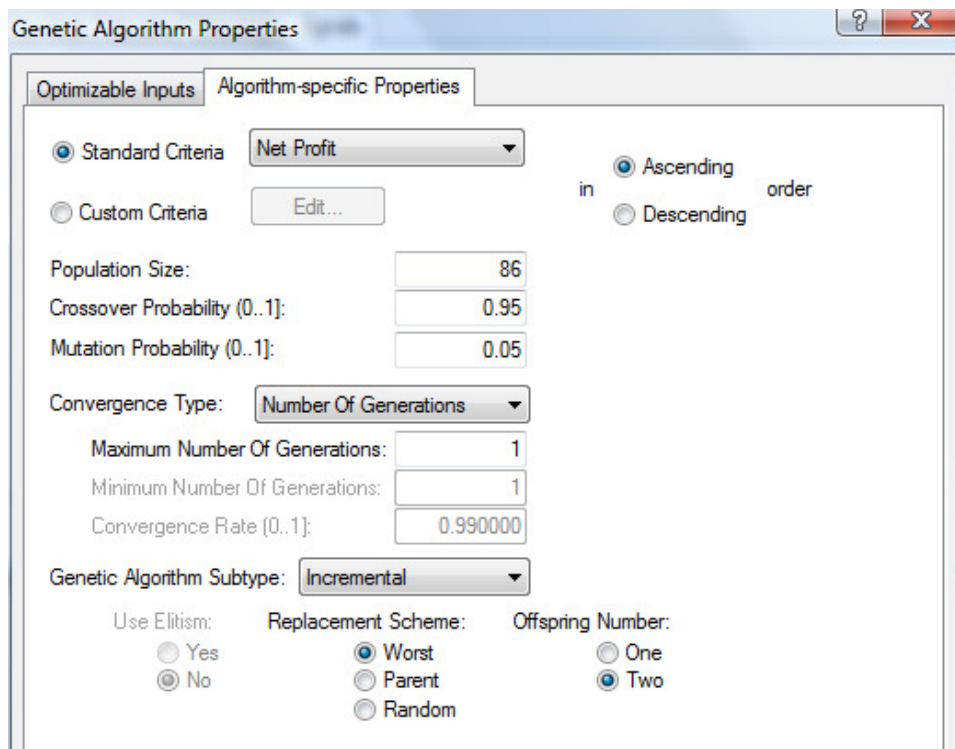 Genetic Algorithm Properties
Optimizable Inputs Algorithm-specific Properties
Standard Criteria Net Profit
Custom Criteria Edit...
in Ascending order
Descending
Population Size: 86
Crossover Probability (0..1]: 0.95
Mutation Probability (0..1]: 0.05
Convergence Type: Number Of Generations
Maximum Number Of Generations: 1
Minimum Number Of Generations: 1
Convergence Rate (0..1]: 0.990000
Genetic Algorithm Subtype: Incremental
Use Elitism: Replacement Scheme: Offspring Number:
Yes Worst One
No Parent Two
Random